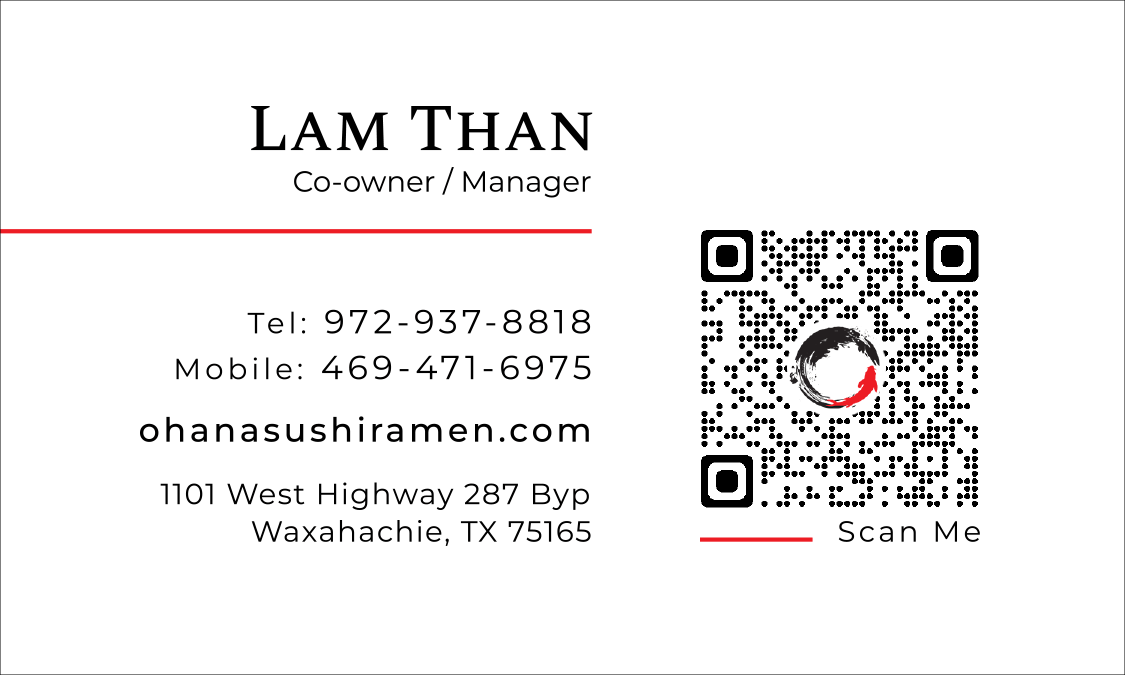 Lam Than
Co-owner / Manager
Tel: 972-937-8818
Mobile: 469-471-6975
ohanasushiramen.com
1101 West Highway 287 Byp
Waxahachie, TX 75165
Scan Me